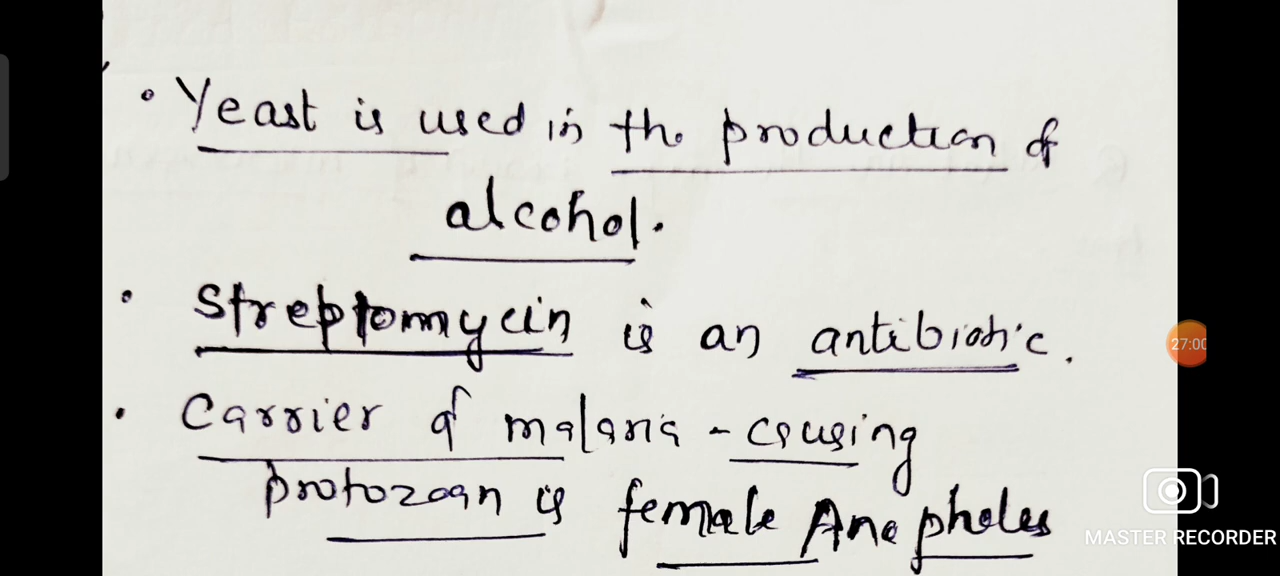 • Yeast is used in the production of
alcohol.
• Streptomycin is an antibiotic.
• Carrier of malaria - causing
protozoan is female Anopheles
27:00
MASTER RECORDER